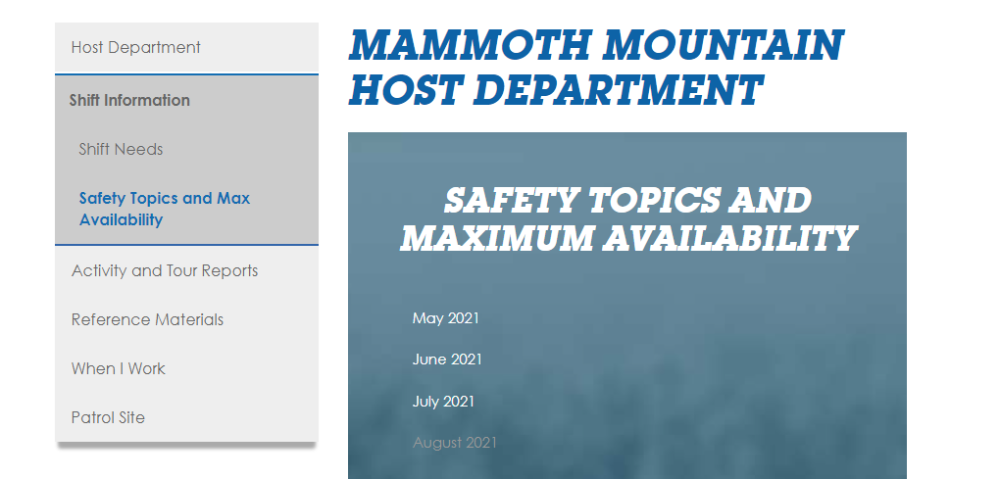 Host Department
Shift Information
Shift Needs
Safety Topics and Max
Availability
Activity and Tour Reports
Reference Materials
When I Work
Patrol Site
MAMMOTH MOUNTAIN
HOST DEPARTMENT
SAFETY TOPICS AND
MAXIMUM AVAILABILITY
May 2021
June 2021
July 2021
August 2021